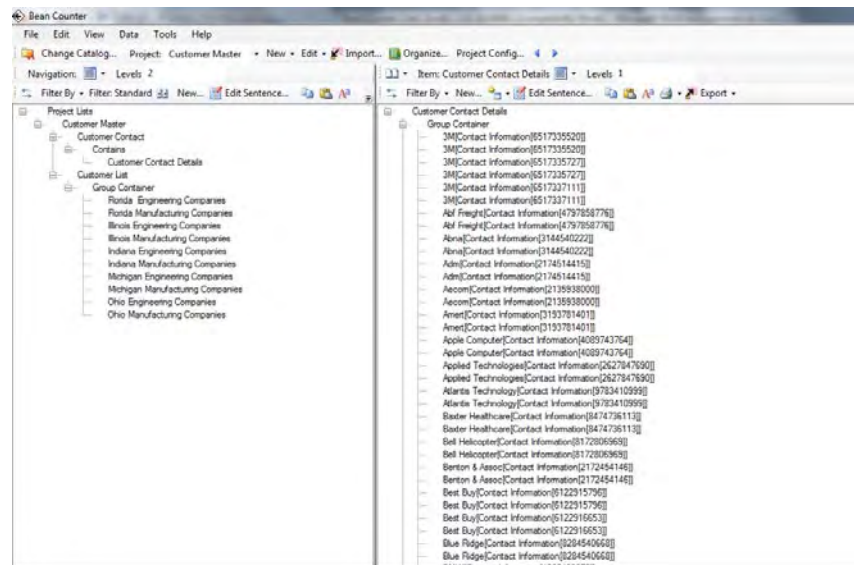 Bean Counter
File Edit View Data Tools Help
Change Catalog... Project: Customer Master New Edit Import... Organize... Project Config...
Navigation: Levels 2
Filter By Filter: Standard New... Edit Sentence...
Project Lists
Customer Master
Customer Contact
Contains
Customer Contact Details
Customer List
Group Container
Florida Engineering Companies
Florida Manufacturing Companies
Illinois Engineering Companies
Illinois Manufacturing Companies
Indiana Engineering Companies
Indiana Manufacturing Companies
Michigan Engineering Companies
Michigan Manufacturing Companies
Ohio Engineering Companies
Ohio Manufacturing Companies
Item: Customer Contact Details Levels 1
Filter By New... Edit Sentence... Export
Customer Contact Details
Group Container
3M[Contact Information[6517335520]]
3M[Contact Information[6517335520]]
3M[Contact Information[6517335727]]
3M[Contact Information[6517335727]]
3M[Contact Information[6517337111]]
3M[Contact Information[6517337111]]
Abf Freight[Contact Information[4797858776]]
Abf Freight[Contact Information[4797858776]]
Abna[Contact Information[3144540222]]
Abna[Contact Information[3144540222]]
Adm[Contact Information[2174514415]]
Adm[Contact Information[2174514415]]
Aecom[Contact Information[2135938000]]
Aecom[Contact Information[2135938000]]
Amert[Contact Information[3193781401]]
Amert[Contact Information[3193781401]]
Apple Computer[Contact Information[4089743764]]
Apple Computer[Contact Information[4089743764]]
Applied Technologies[Contact Information[2627847690]]
Applied Technologies[Contact Information[2627847690]]
Atlantis Technology[Contact Information[9783410999]]
Atlantis Technology[Contact Information[9783410999]]
Baxter Healthcare[Contact Information[8474736113]]
Baxter Healthcare[Contact Information[8474736113]]
Bell Helicopter[Contact Information[8172806969]]
Bell Helicopter[Contact Information[8172806969]]
Benton & Assoc[Contact Information[2172454146]]
Benton & Assoc[Contact Information[2172454146]]
Best Buy[Contact Information[6122915796]]
Best Buy[Contact Information[6122915796]]
Best Buy[Contact Information[6122916653]]
Best Buy[Contact Information[6122916653]]
Blue Ridge[Contact Information[8284540668]]
Blue Ridge[Contact Information[8284540668]]